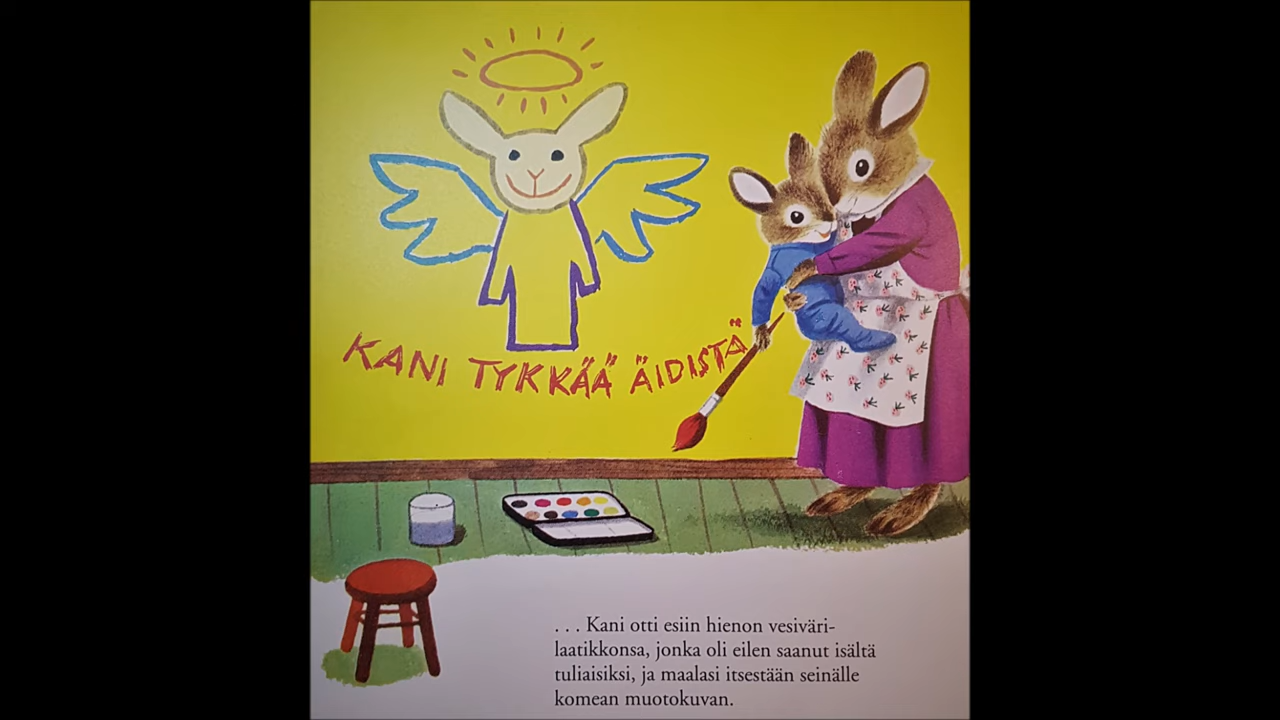 KANI TYKKÄÄ ÄIDISTÄ
. . . Kani otti esiin hienon vesiväri-
laatikkonsa, jonka oli eilen saanut isältä
tuliaisiksi, ja maalasi itsestään seinälle
komean muotokuvan.